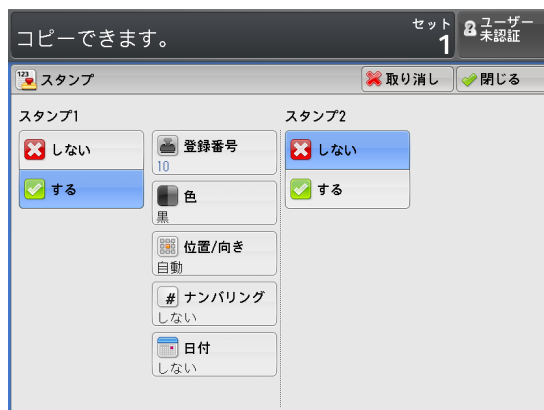 コピーできます。
セット
1
ユーザー
未認証
123
スタンプ
取り消し
閉じる
スタンプ1
しない
する
登録番号
10
色
黒
位置/向き
自動
# ナンバリング
しない
日付
しない
スタンプ2
しない
する